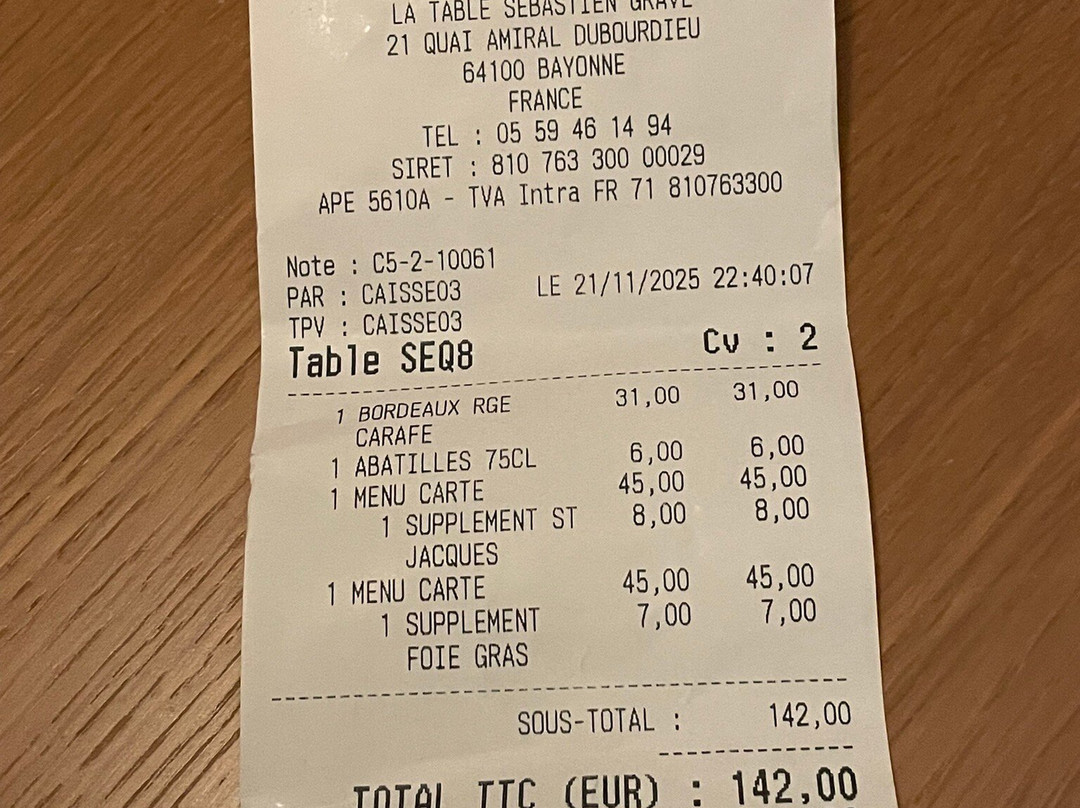 LA TABLE SEBASTIEN GRAVE
21 QUAI AMIRAL DUBOURDIEU
64100 BAYONNE
FRANCE
TEL : 05 59 46 14 94
SIRET : 810 763 300 00029
APE 5610A - TVA Intra FR 71 810763300
Note : C5-2-10061
PAR : CAISSE03 LE 21/11/2025 22:40:07
TPV : CAISSE03
Table SEQ8 Cv : 2
1 BORDEAUX RGE 31,00 31,00
CARAFE
1 ABATILLES 75CL 6,00 6,00
1 MENU CARTE 45,00 45,00
1 SUPPLEMENT ST 8,00 8,00
JACQUES
1 MENU CARTE 45,00 45,00
1 SUPPLEMENT 7,00 7,00
FOIE GRAS
SOUS-TOTAL : 142,00
TOTAL TTC (EUR) : 142,00